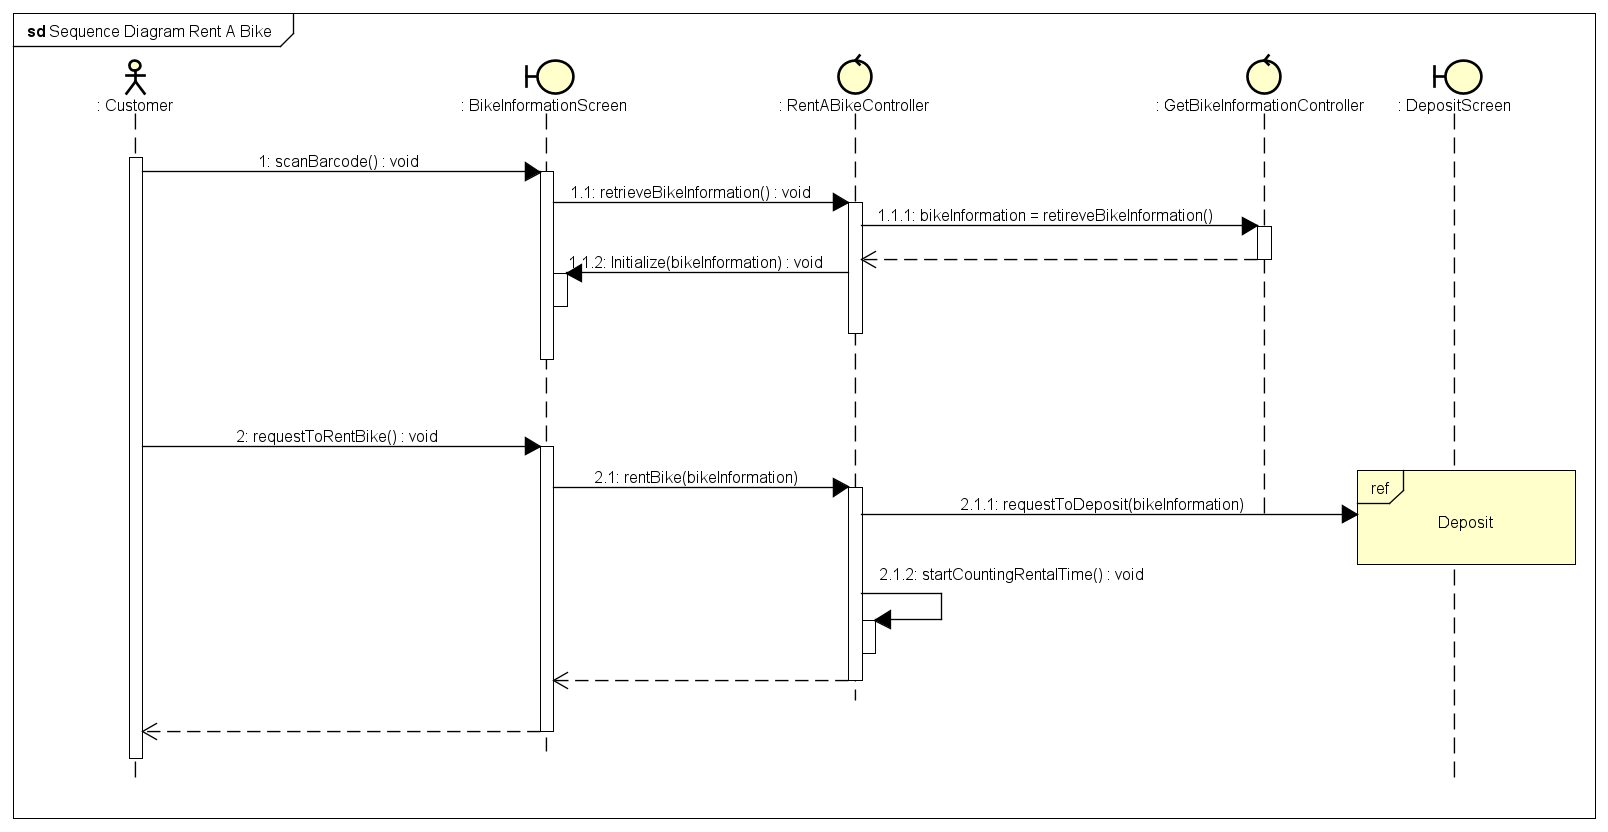 sd Sequence Diagram Rent A Bike
: Customer
: BikeInformationScreen
: RentABikeController
: GetBikeInformationController
: DepositScreen
1: scanBarcode() : void
1.1: retrieveBikeInformation() : void
1.1.1: bikeInformation = retireveBikeInformation()
1.1.2: Initialize(bikeInformation) : void
2: requestToRentBike() : void
2.1: rentBike(bikeInformation)
ref
2.1.1: requestToDeposit(bikeInformation)
Deposit
2.1.2: startCountingRentalTime() : void